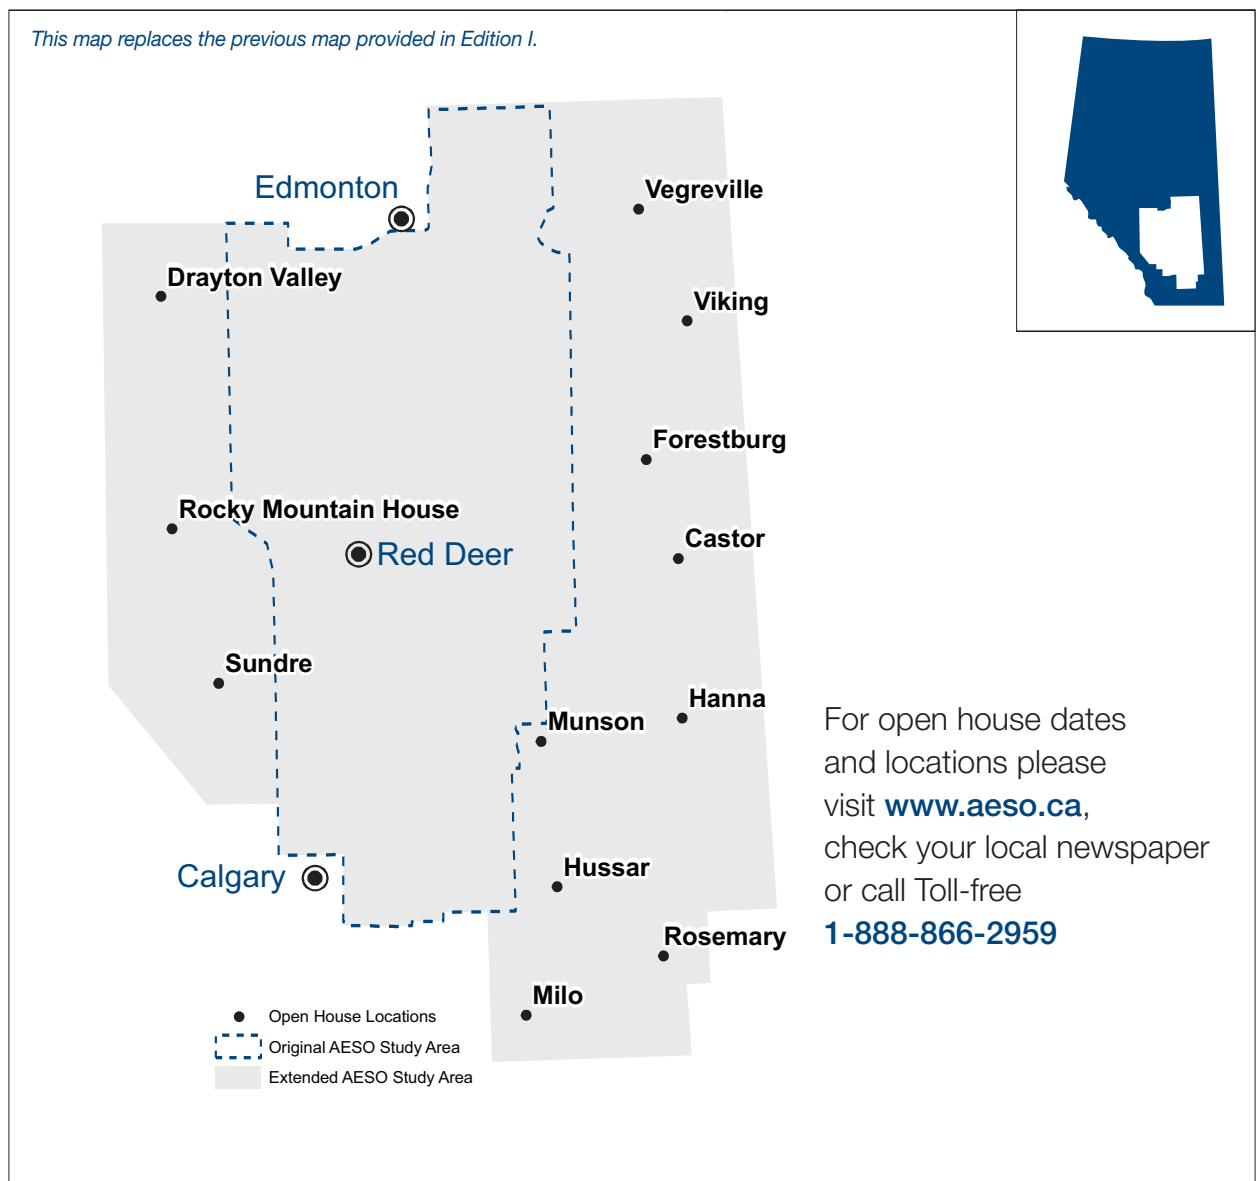 This map replaces the previous map provided in Edition I.
Edmonton
Vegreville
Drayton Valley
Viking
Forestburg
Rocky Mountain House
Castor
Red Deer
Sundre
Hanna
Munson
For open house dates
and locations please
visit www.aeso.ca,
check your local newspaper
or call Toll-free
1-888-866-2959
Hussar
Calgary
Rosemary
Milo
Open House Locations
Original AESO Study Area
Extended AESO Study Area